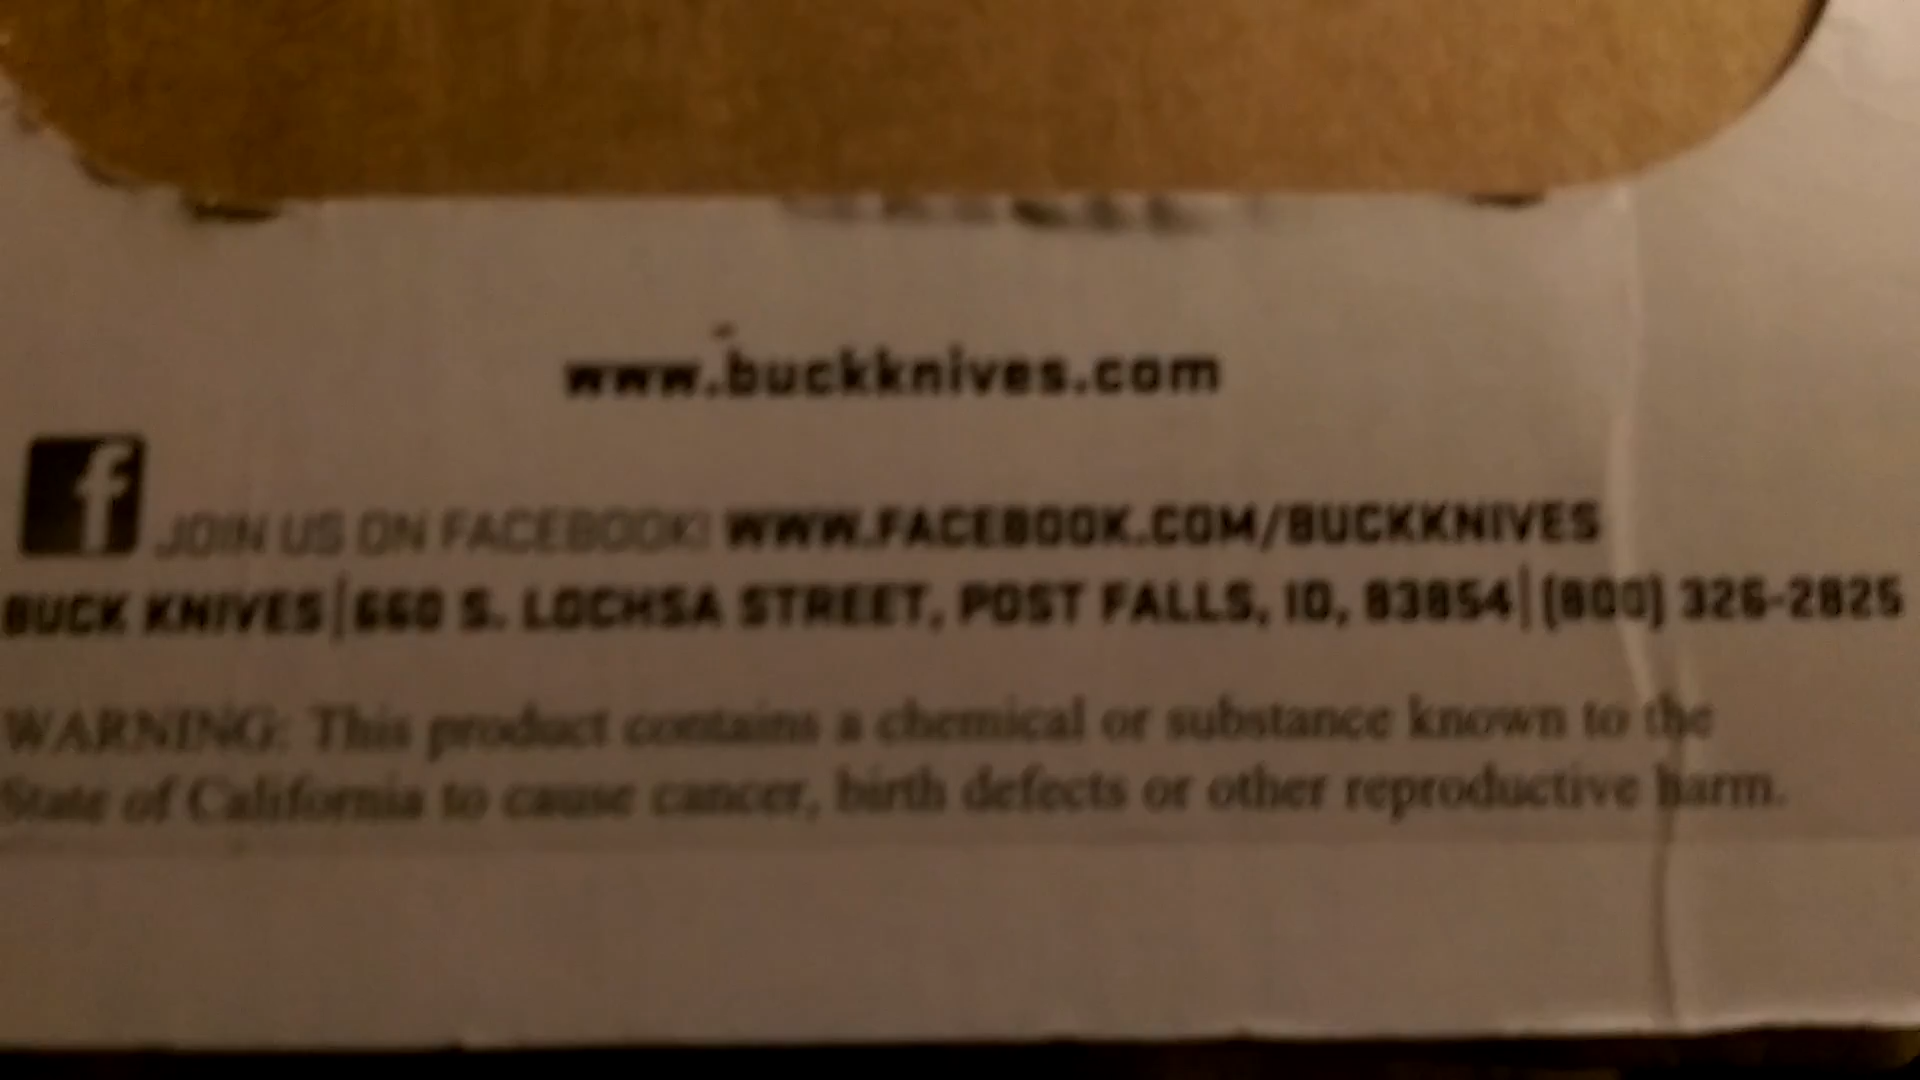 www.buckknives.com
f
JOIN US ON FACEBOOK! WWW.FACEBOOK.COM/BUCKKNIVES
BUCK KNIVES|660 S. LOCHSA STREET, POST FALLS, ID, 83854|(800) 326-2825
WARNING: This product contains a chemical or substance known to the
State of California to cause cancer, birth defects or other reproductive harm.